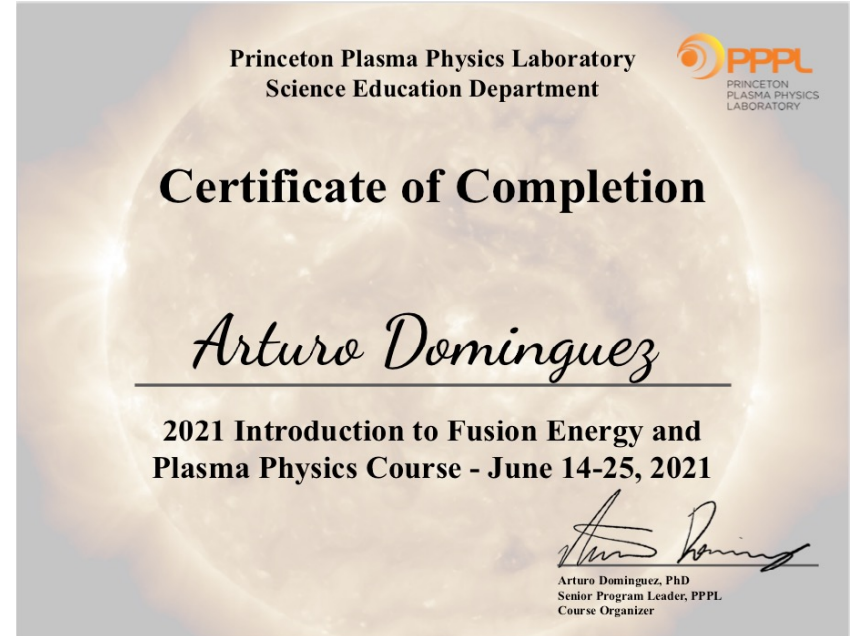 Princeton Plasma Physics Laboratory
Science Education Department
PPPL
PRINCETON
PLASMA PHYSICS
LABORATORY
Certificate of Completion
Arturo Dominguez
2021 Introduction to Fusion Energy and
Plasma Physics Course - June 14-25, 2021
Arturo Dominguez, PhD
Senior Program Leader, PPPL
Course Organizer